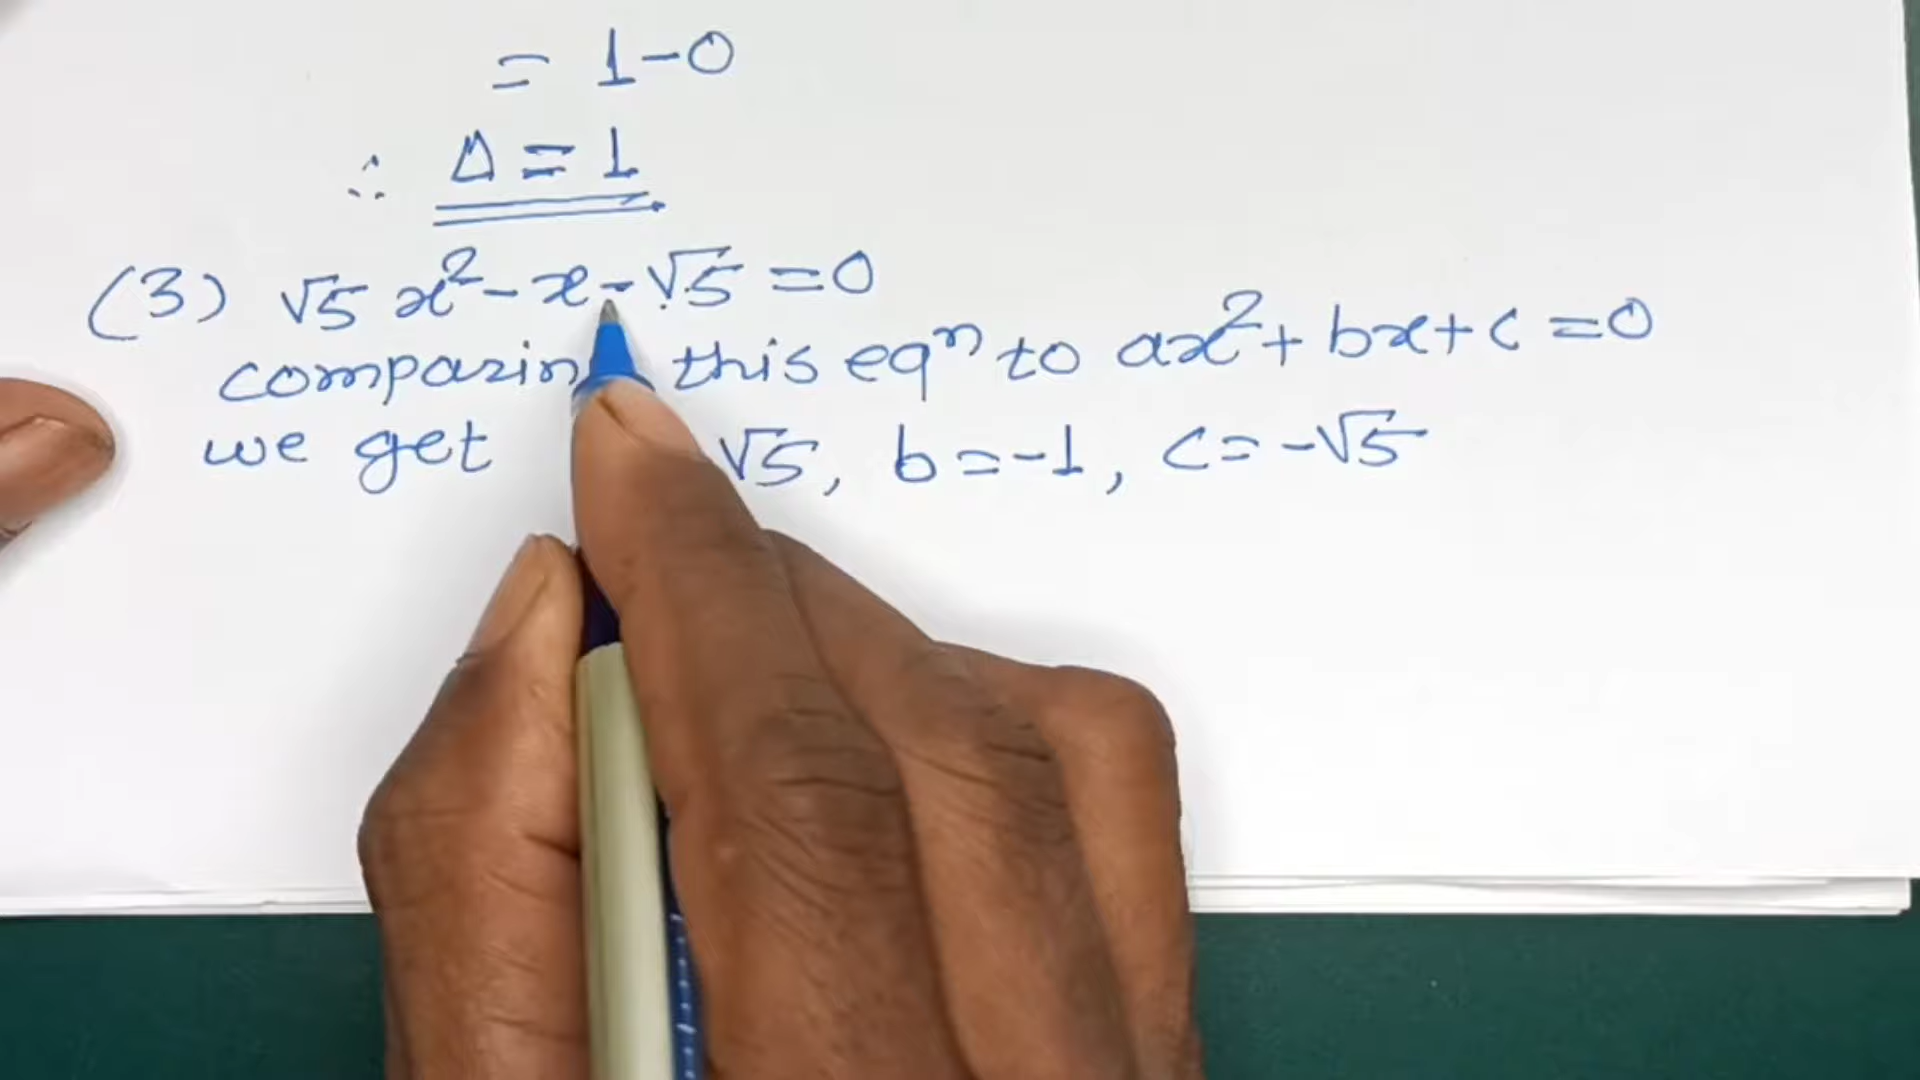 = 1-0
∴ Δ = 1
(3) √5 x² - x - √5 = 0
this eqⁿ to ax² + bx + c = 0
we get √5, b = -1, c = -√5